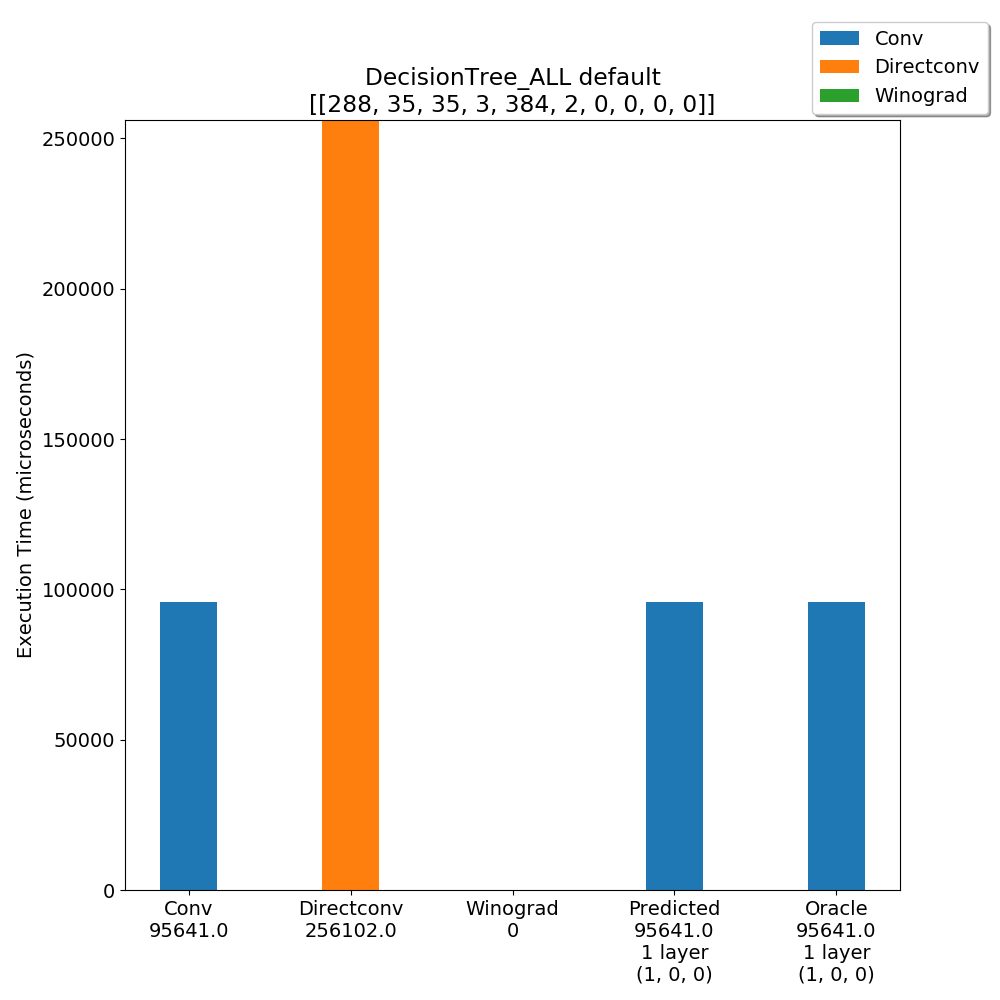 Conv
Directconv
Winograd
DecisionTree_ALL default
[[288, 35, 35, 3, 384, 2, 0, 0, 0, 0]]
Execution Time (microseconds)
250000
200000
150000
100000
50000
0
Conv
95641.0
Directconv
256102.0
Winograd
0
Predicted
95641.0
1 layer
(1, 0, 0)
Oracle
95641.0
1 layer
(1, 0, 0)